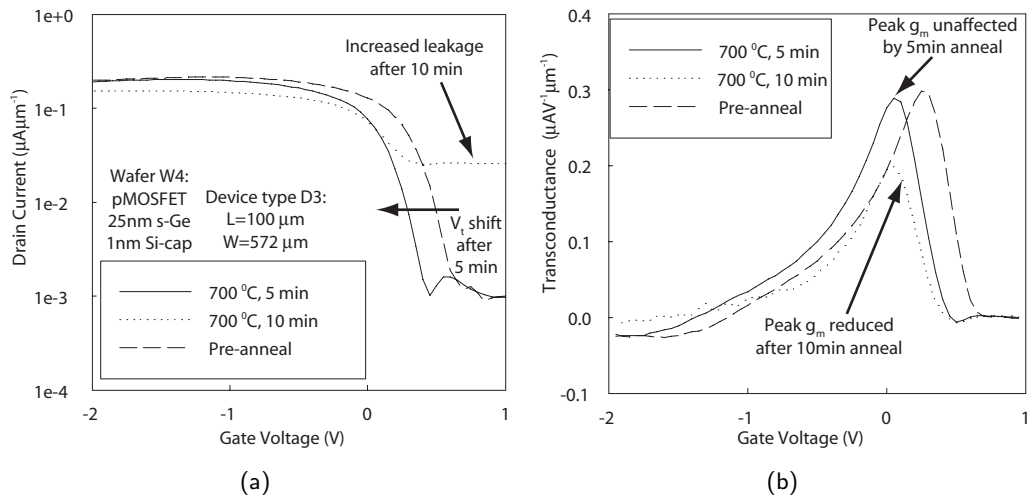 1e+0
1e-1
1e-2
1e-3
1e-4
Drain Current (μAμm⁻¹)
Increased leakage
after 10 min
Wafer W4:
pMOSFET
25nm s-Ge
1nm Si-cap
Device type D3:
L=100 μm
W=572 μm
Vₜ shift
after
5 min
700 ⁰C, 5 min
700 ⁰C, 10 min
Pre-anneal
-2
-1
0
1
Gate Voltage (V)
(a)
0.4
0.3
0.2
0.1
0.0
-0.1
Transconductance (μAV⁻¹μm⁻¹)
700 ⁰C, 5 min
700 ⁰C, 10 min
Pre-anneal
Peak gₘ unaffected
by 5min anneal
Peak gₘ reduced
after 10min anneal
-2
-1
0
1
Gate Voltage (V)
(b)